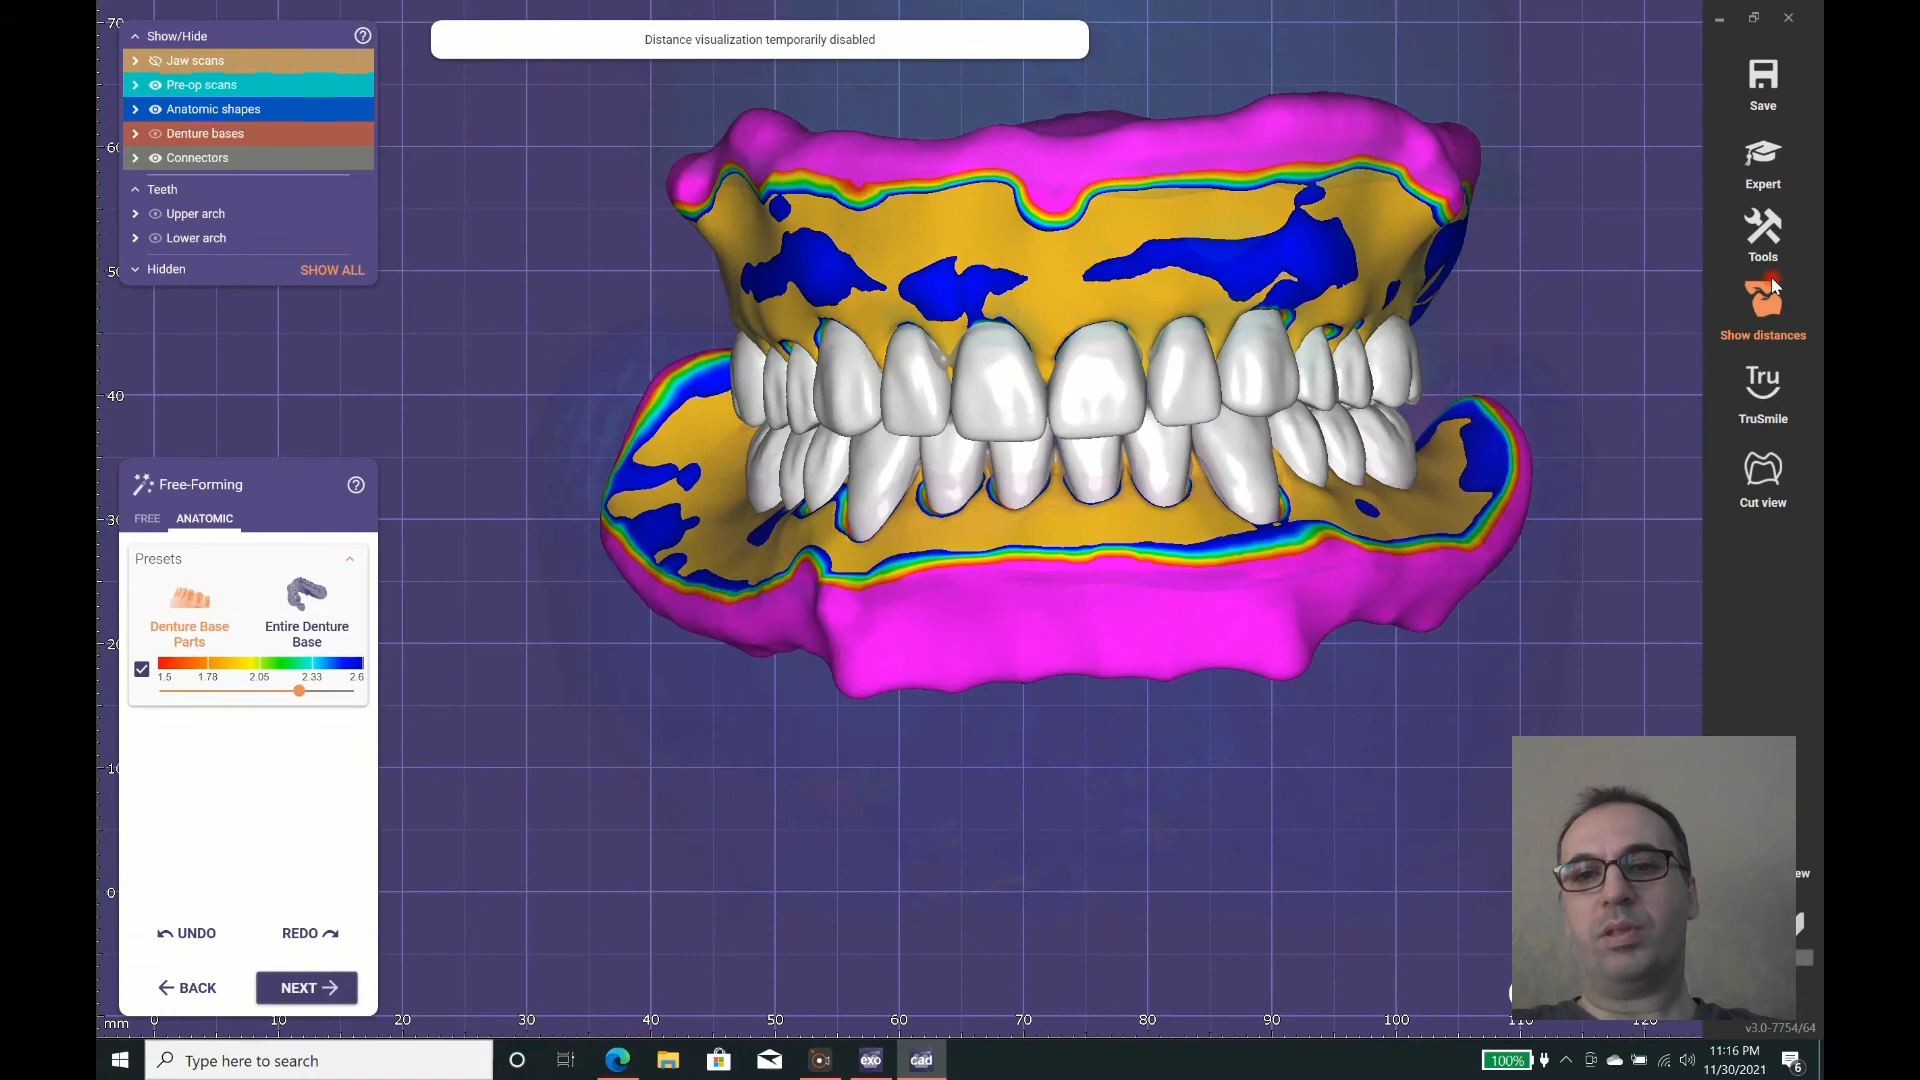 Show/Hide
Jaw scans
Pre-op scans
Anatomic shapes
Denture bases
Connectors
Teeth
Upper arch
Lower arch
Hidden SHOW ALL
Distance visualization temporarily disabled
Save
Expert
Tools
Show distances
Tru
TruSmile
Cut view
ew
v3.0-7754/64
Free-Forming
FREE ANATOMIC
Presets
Denture Base
Parts
Entire Denture
Base
1.5 1.78 2.05 2.33 2.6
UNDO REDO
BACK NEXT
70
60
50
40
30
20
10
0
mm 0 10 20 30 40 50 60 70 80 90 100 110 120
Type here to search
exo
cad
100%
11:16 PM
11/30/2021
6